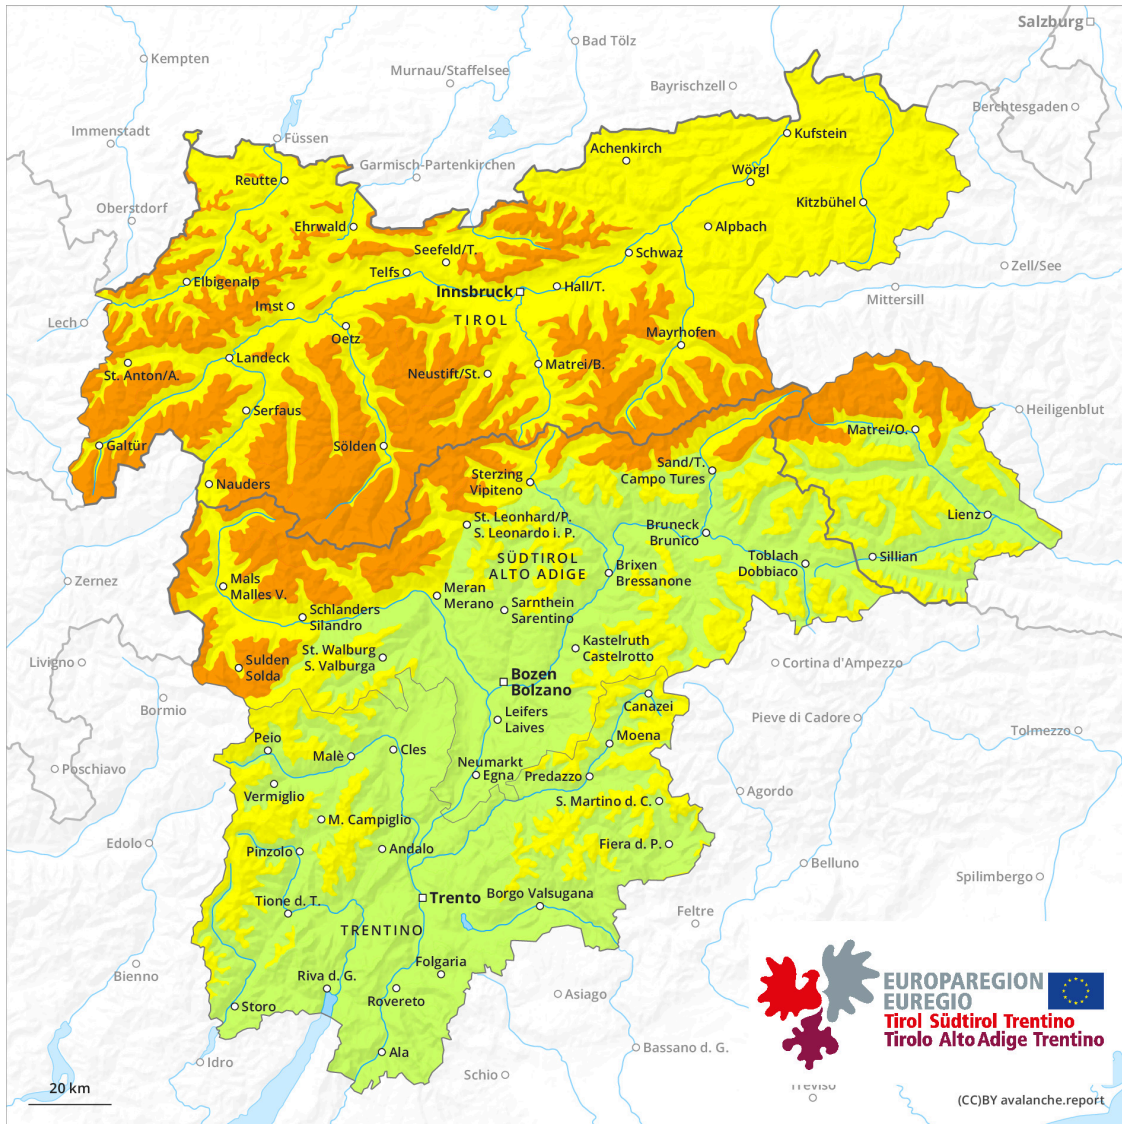 Salzburg
Bad Tölz
Kempten
Murnau/Staffelsee
Bayrischzell
Berchtesgaden
Immenstadt
Füssen
Kufstein
Achenkirch
Garmisch-Partenkirchen
Wörgl
Reutte
Oberstdorf
Kitzbühel
Ehrwald
Alpbach
Seefeld/T.
Schwaz
Zell/See
Telfs
Elbigenalp
Hall/T.
Innsbruck
Mittersill
Imst
TIROL
Lech
Oetz
Mayrhofen
Landeck
Matrei/B.
St. Anton/A.
Neustift/St.
Serfaus
Heiligenblut
Matrei/O.
Galtür
Sölden
Sand/T.
Campo Tures
Sterzing
Vipiteno
Nauders
St. Leonhard/P.
S. Leonardo i. P.
Lienz
Bruneck
Brunico
SÜDTIROL
ALTO ADIGE
Toblach
Dobbiaco
Sillian
Brixen
Bressanone
Zernez
Mals
Malles V.
Meran
Merano
Schlanders
Silandro
Sarnthein
Sarentino
Kastelruth
Castelrotto
St. Walburg
S. Valburga
Livigno
Sulden
Solda
Cortina d'Ampezzo
Bozen
Bolzano
Bormio
Canazei
Leifers
Laives
Pieve di Cadore
Tolmezzo
Moena
Peio
Malè
Cles
Poschiavo
Neumarkt
Egna
Predazzo
Vermiglio
Agordo
S. Martino d. C.
M. Campiglio
Edolo
Pinzolo
Andalo
Fiera d. P.
Belluno
Spilimbergo
Tione d. T.
Trento
Borgo Valsugana
Feltre
TRENTINO
Folgaria
Bienno
Riva d. G.
Rovereto
Asiago
Storo
EUROPAREGION
EUREGIO
Tirol Südtirol Trentino
Tirolo Alto Adige Trentino
Ala
Idro
Bassano d. G.
Schio
Treviso
20 km
(CC)BY avalanche.report